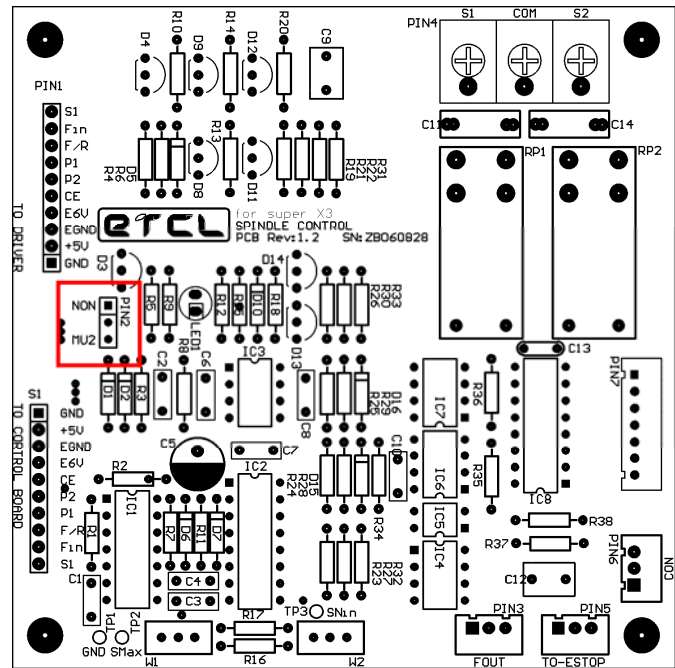 S1 COM S2
PIN4
R10
R14
R20
D4
D9
D12
C9
PIN1
S1
Fin
F/R
P1
P2
CE
E6V
EGND
+5V
GND
TO DRIVER
C11
C14
RP1
RP2
R4
R6
D5
D8
R13
D11
R19
R21
R22
R31
ETCL
for super X3
SPINDLE CONTROL
PCB Rev:1.2 SN:ZB060828
D3
D14
NON
MU2
PIN2
R5
R9
LED1
R12
D10
R18
D13
R26
R30
R33
C13
PIN7
D1
D2
R3
C2
R8
C6
IC3
C8
R25
R29
D16
IC7
R36
S1
GND
+5V
EGND
E6V
CE
P2
P1
F/R
Fin
S1
TO CONTROL BOARD
C5
C7
R2
IC1
IC2
R24
D15
R28
R34
C10
IC6
R35
IC8
IC5
R1
R7
D6
R11
D7
R38
R37
IC4
R23
R27
R32
C1
C4
C3
C12
PIN6
CON
TP1
TP2
GND SMax
TP3
SNin
R17
R16
W1
W2
PIN3
PIN5
FOUT
TO-ESTOP